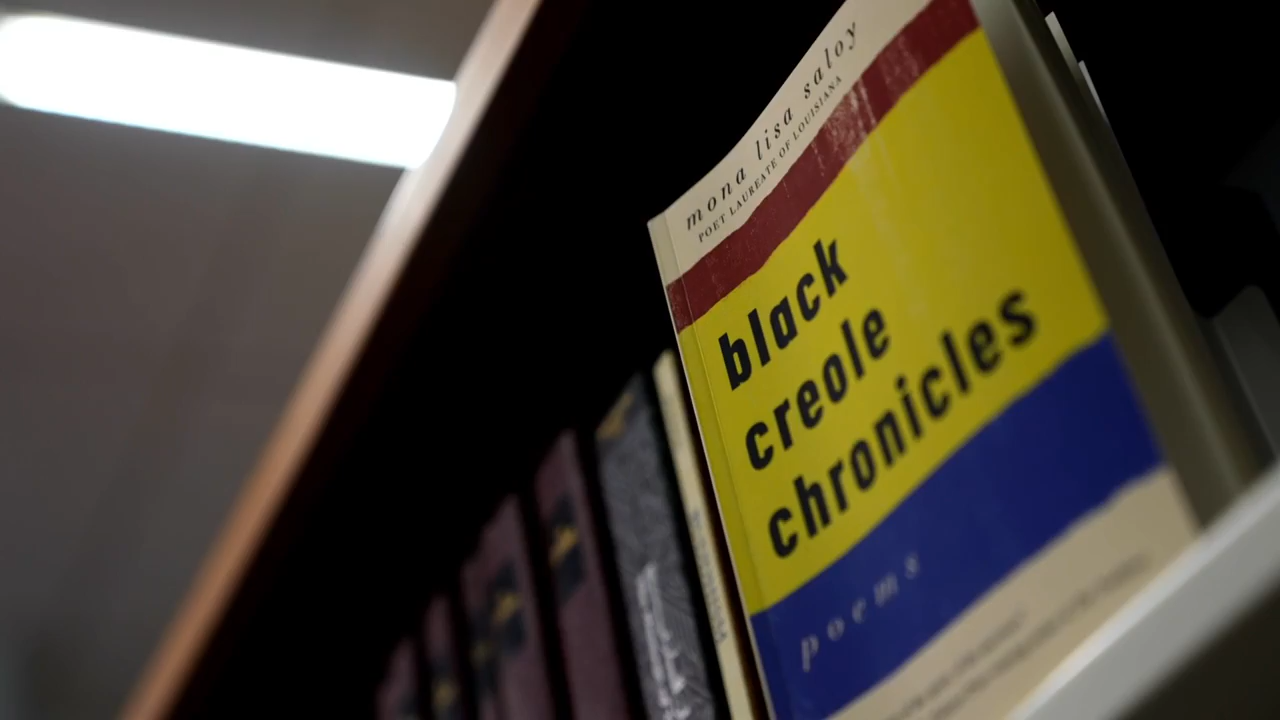 mona lisa saloy
POET LAUREATE OF LOUISIANA
black
creole
chronicles
poems